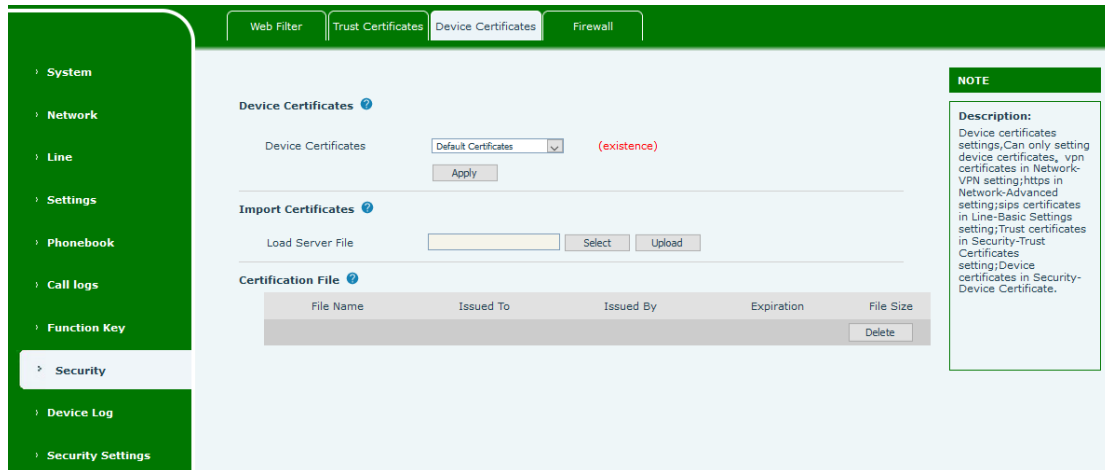 Web Filter Trust Certificates Device Certificates Firewall
System
Network
Line
Settings
Phonebook
Call logs
Function Key
Security
Device Log
Security Settings
Device Certificates ?
Device Certificates Default Certificates (existence)
Apply
Import Certificates ?
Load Server File Select Upload
Certification File ?
File Name Issued To Issued By Expiration File Size
Delete
NOTE
Description:
Device certificates
settings,Can only setting
device certificates。vpn
certificates in Network-
VPN setting;https in
Network-Advanced
setting;sips certificates
in Line-Basic Settings
setting;Trust certificates
in Security-Trust
Certificates
setting;Device
certificates in Security-
Device Certificate.